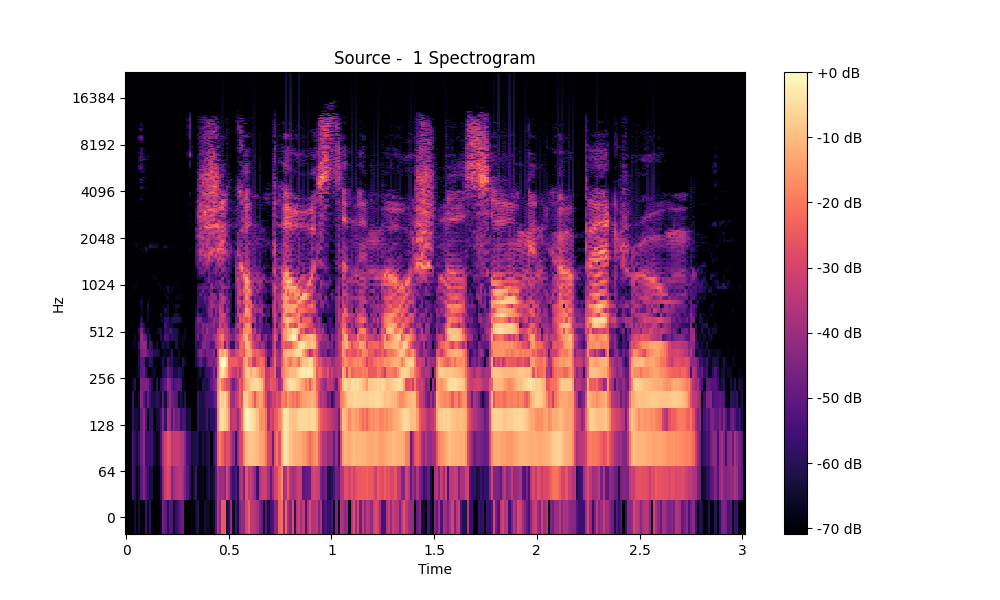 Source -  1 Spectrogram
Hz
16384
8192
4096
2048
1024
512
256
128
64
0
0 0.5 1 1.5 2 2.5 3
Time
+0 dB
-10 dB
-20 dB
-30 dB
-40 dB
-50 dB
-60 dB
-70 dB